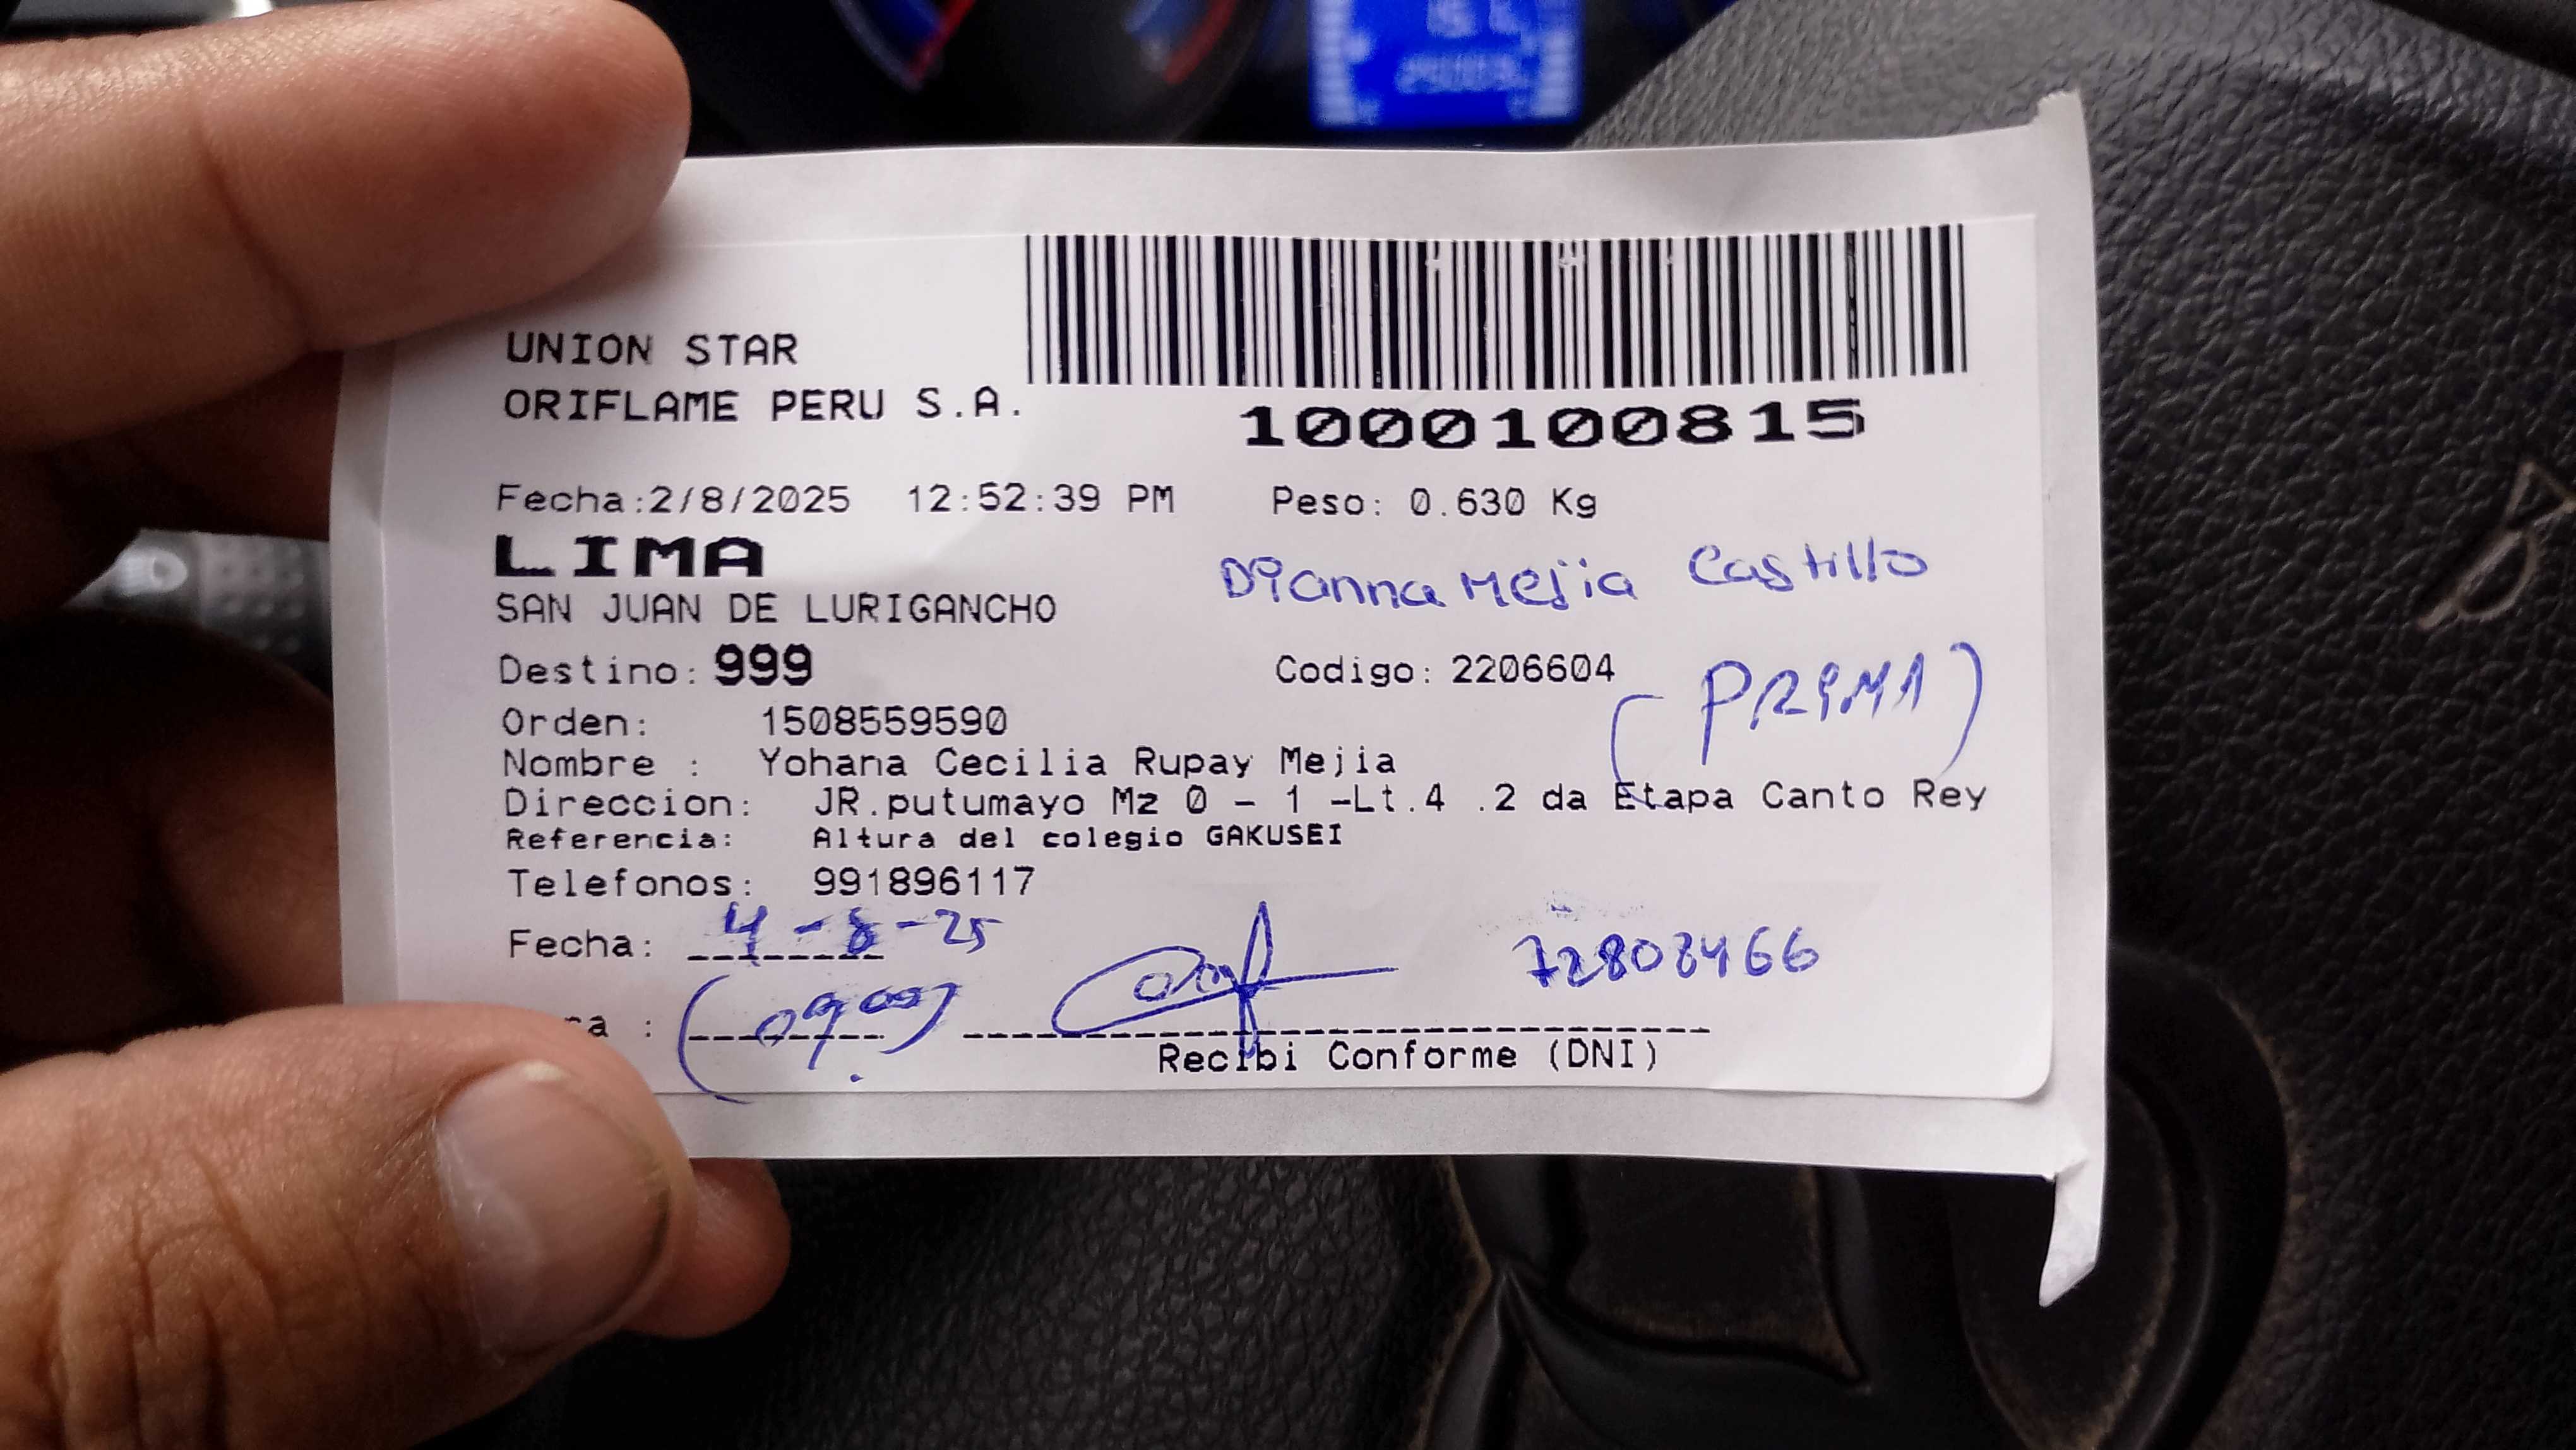 UNION STAR
ORIFLAME PERU S.A.
1000100815
Fecha:2/8/2025 12:52:39 PM Peso: 0.630 Kg
LIMA
Dianna Mejia Castillo
SAN JUAN DE LURIGANCHO
Destino: 999 Codigo: 2206604
(PRIMA)
Orden: 1508559590
Nombre : Yohana Cecilia Rupay Mejia
Direccion: JR.putumayo Mz 0 - 1 -Lt.4 .2 da Etapa Canto Rey
Referencia: Altura del colegio GAKUSEI
Telefonos: 991896117
Fecha: 4-8-25
72808466
ra : (09:00)
Recibi Conforme (DNI)